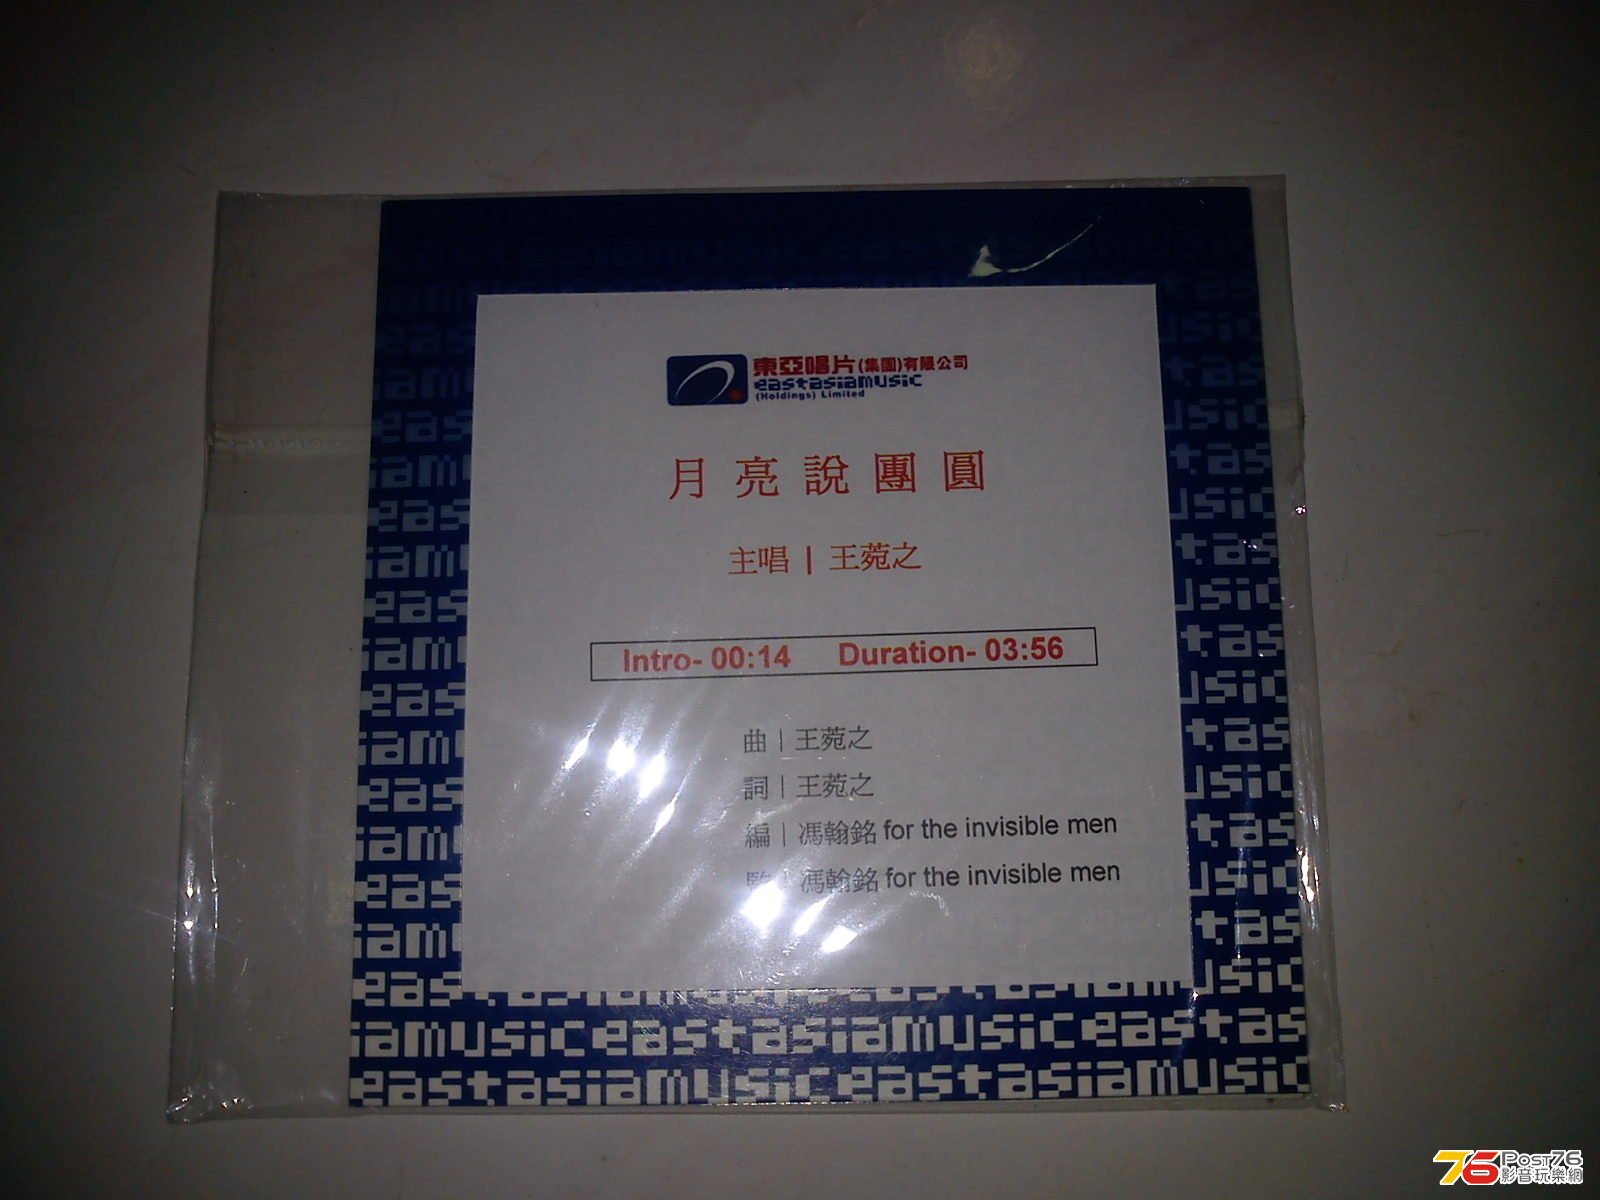 東亞唱片(集團)有限公司
eastasiamusic
(Holdings) Limited
月亮說團圓
主唱 | 王菀之
Intro- 00:14 Duration- 03:56
曲 | 王菀之
詞 | 王菀之
編 | 馮翰銘 for the invisible men
監 | 馮翰銘 for the invisible men
iamusiceastasiamusiceastas
eastasiamusiceastasiamusic
76 Post76
影音玩樂網